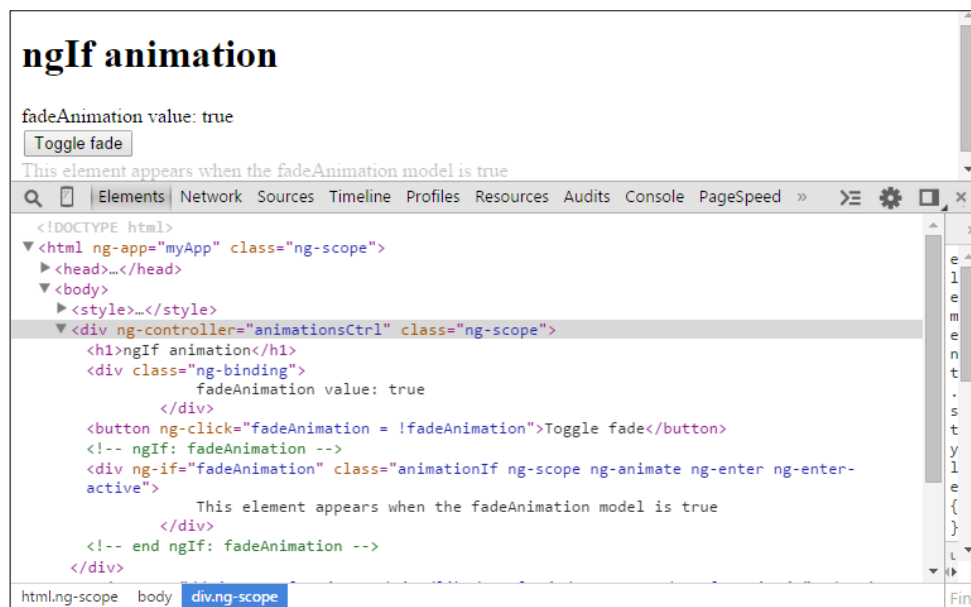 ngIf animation
fadeAnimation value: true
Toggle fade
This element appears when the fadeAnimation model is true
Elements Network Sources Timeline Profiles Resources Audits Console PageSpeed »
<!DOCTYPE html>
▼<html ng-app="myApp" class="ng-scope">
▶<head>…</head>
▼<body>
▶<style>…</style>
▼<div ng-controller="animationsCtrl" class="ng-scope">
<h1>ngIf animation</h1>
<div class="ng-binding">
fadeAnimation value: true
</div>
<button ng-click="fadeAnimation = !fadeAnimation">Toggle fade</button>
<!-- ngIf: fadeAnimation -->
<div ng-if="fadeAnimation" class="animationIf ng-scope ng-animate ng-enter ng-enter-
active">
This element appears when the fadeAnimation model is true
</div>
<!-- end ngIf: fadeAnimation -->
</div>
html.ng-scope body div.ng-scope
e
l
e
m
e
n
t
.
s
t
y
l
e
{
}
Fin